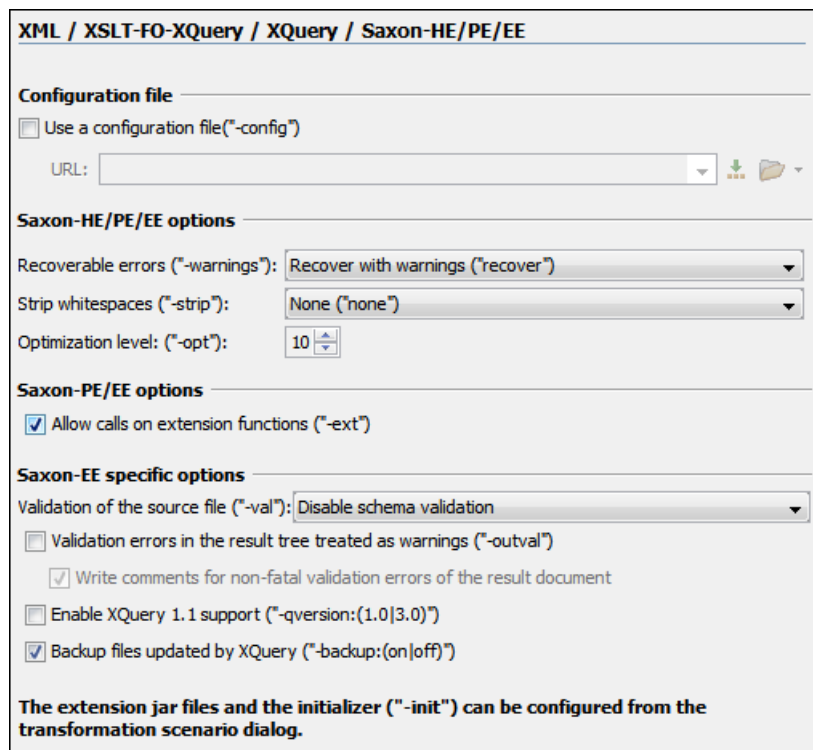 XML / XSLT-FO-XQuery / XQuery / Saxon-HE/PE/EE
Configuration file
Use a configuration file("-config")
URL:
Saxon-HE/PE/EE options
Recoverable errors ("-warnings"): Recover with warnings ("recover")
Strip whitespaces ("-strip"): None ("none")
Optimization level: ("-opt"): 10
Saxon-PE/EE options
Allow calls on extension functions ("-ext")
Saxon-EE specific options
Validation of the source file ("-val"): Disable schema validation
Validation errors in the result tree treated as warnings ("-outval")
Write comments for non-fatal validation errors of the result document
Enable XQuery 1.1 support ("-qversion:(1.0|3.0)")
Backup files updated by XQuery ("-backup:(on|off)")
The extension jar files and the initializer ("-init") can be configured from the
transformation scenario dialog.